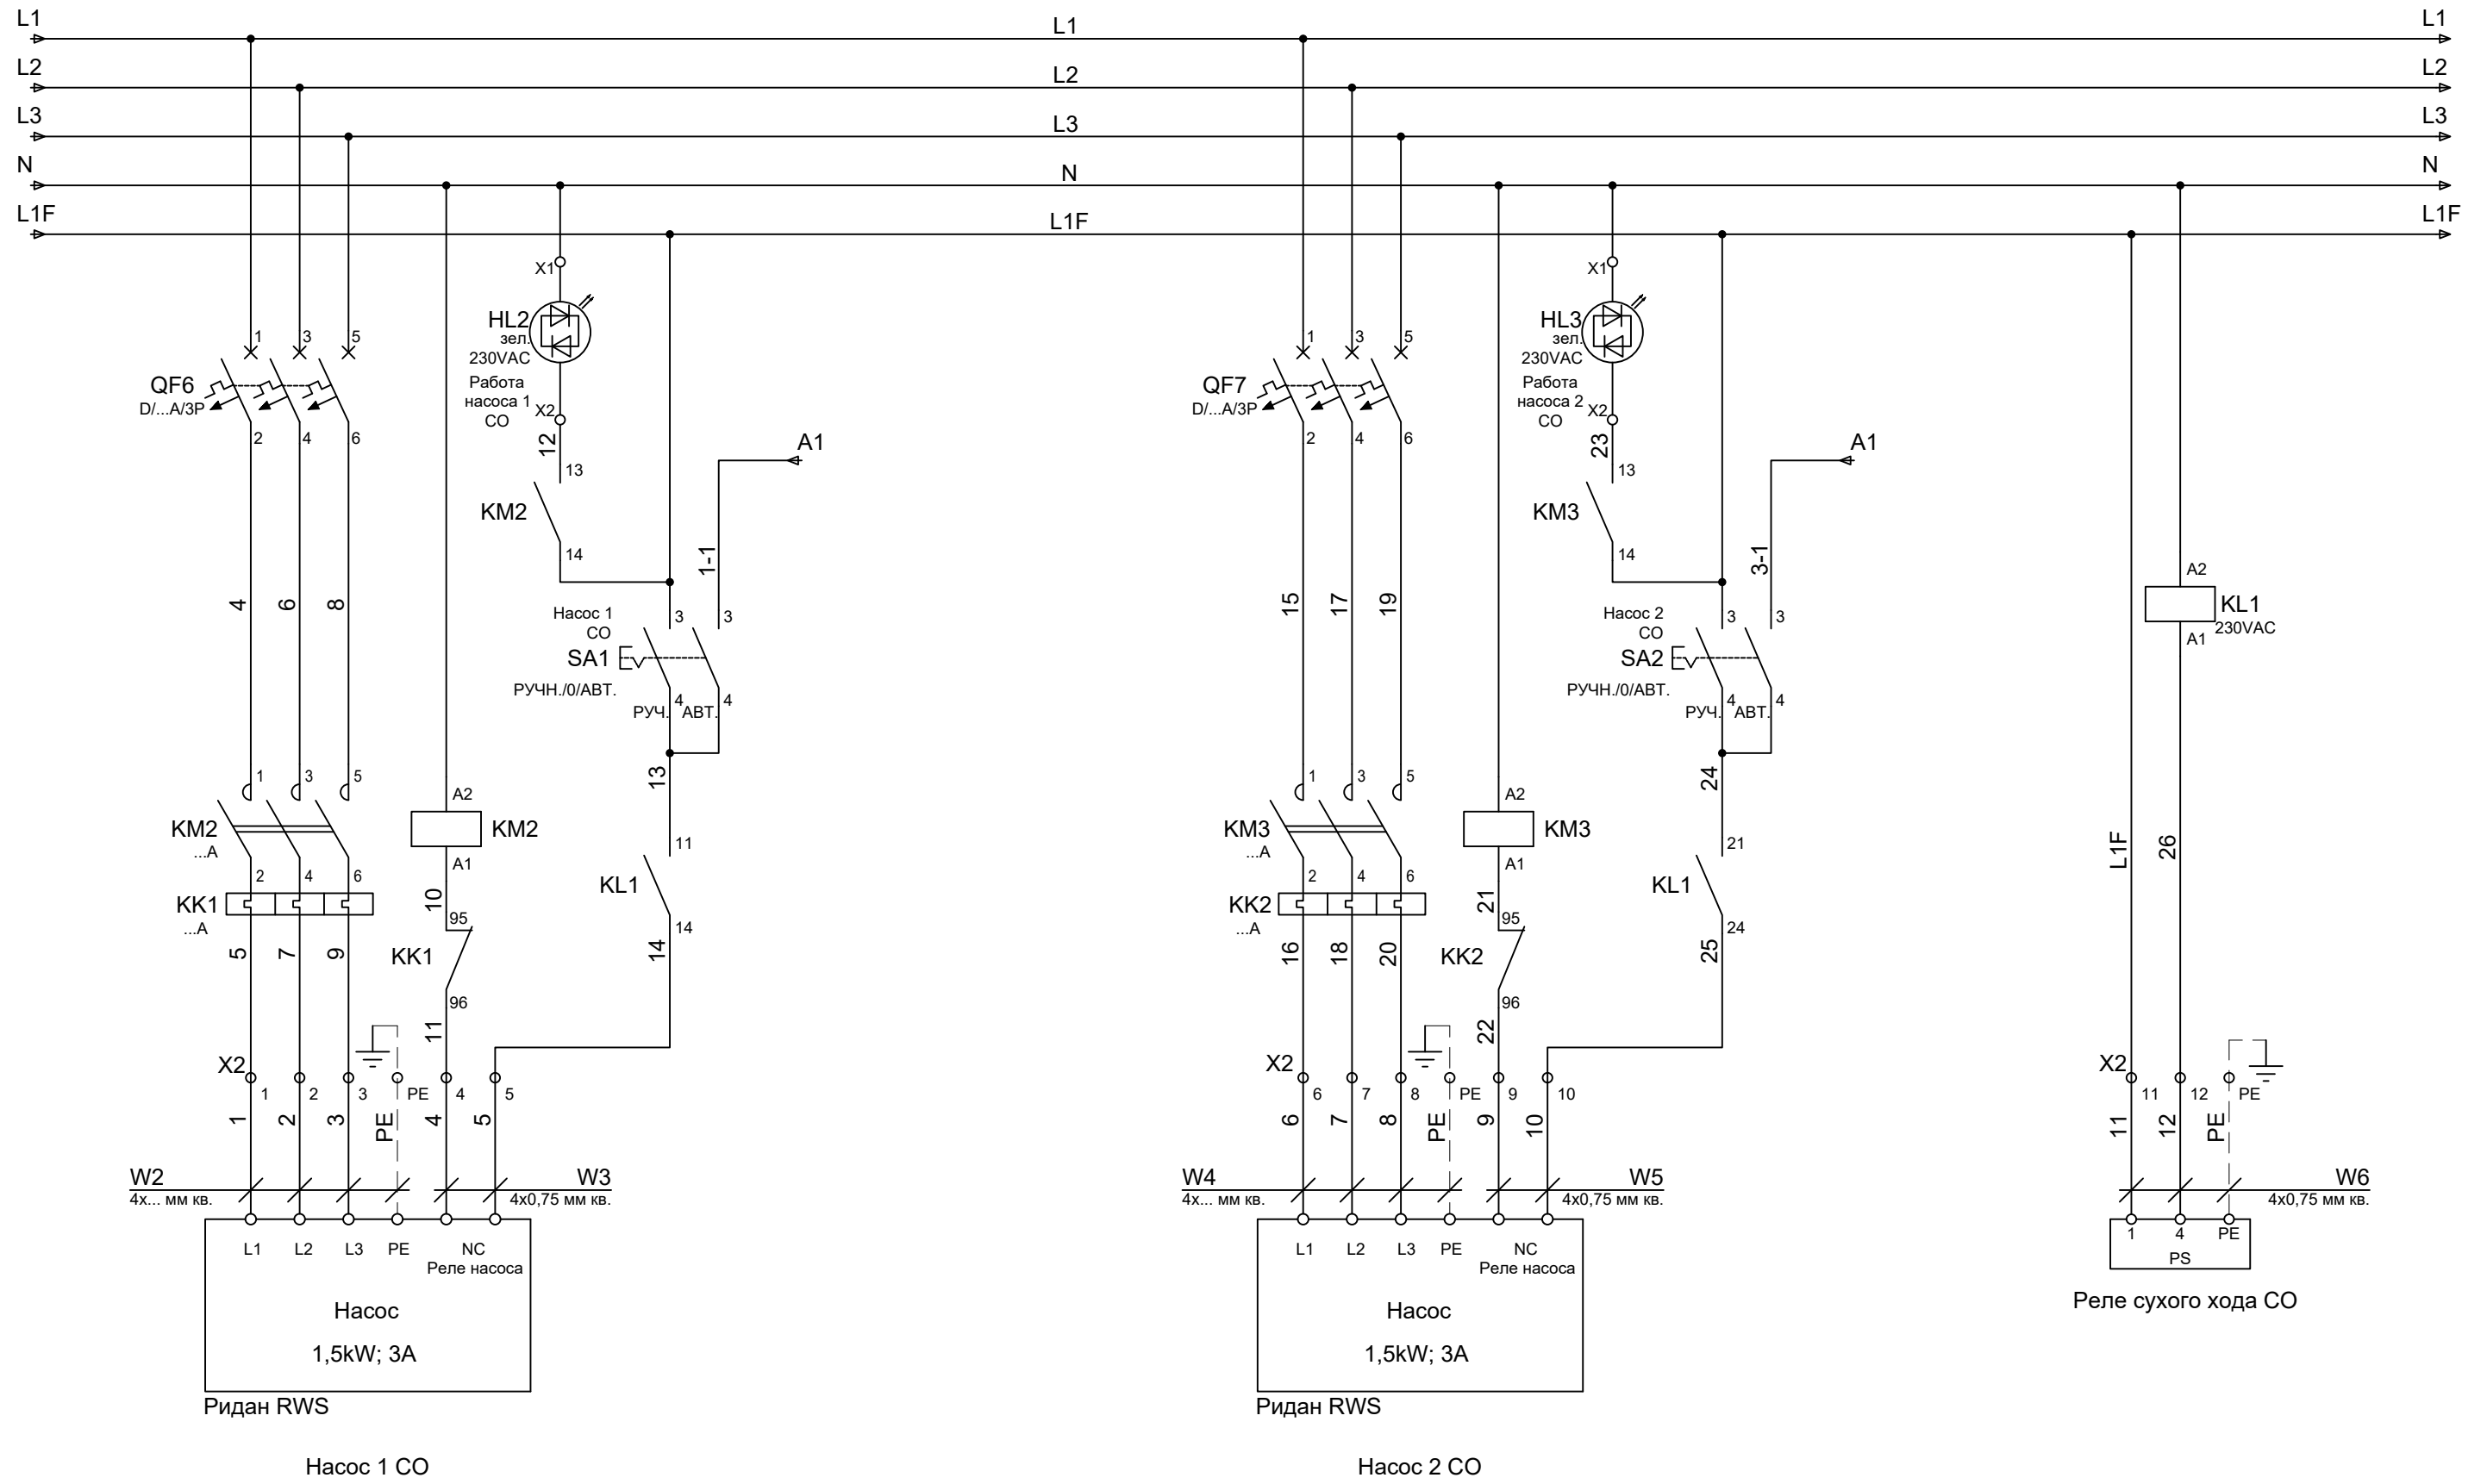 L1 L1 L1
L2 L2 L2
L3 L3 L3
N N N
L1F L1F L1F
1 3 5
QF6
D/...A/3P
2 4 6
4 6 8
1 3 5
KM2
...A
2 4 6
KK1
...A
5 7 9
X2
1 2 3 PE 4 5
1 2 3 PE 4 5
W2
4x... мм кв.
W3
4x0,75 мм кв.
L1 L2 L3 PE NC
Реле насоса
Насос
1,5kW; 3A
Ридан RWS
Насос 1 СО
A2
KM2
A1
10
95
KK1
96
11
X1
HL2
зел.
230VAC
Работа
насоса 1
СО
X2
12
13
KM2
14
A1
1-1
Насос 1
СО
3 3
SA1
РУЧН./0/АВТ.
4 4
РУЧ. АВТ.
13
11
KL1
14
14
1 3 5
QF7
D/...A/3P
2 4 6
15 17 19
1 3 5
KM3
...A
2 4 6
KK2
...A
16 18 20
X2
6 7 8 PE 9 10
6 7 8 PE 9 10
W4
4x... мм кв.
W5
4x0,75 мм кв.
L1 L2 L3 PE NC
Реле насоса
Насос
1,5kW; 3A
Ридан RWS
Насос 2 СО
A2
KM3
A1
21
95
KK2
96
22
X1
HL3
зел.
230VAC
Работа
насоса 2
СО
X2
23
13
KM3
14
A1
3-1
Насос 2
СО
3 3
SA2
РУЧН./0/АВТ.
4 4
РУЧ. АВТ.
24
21
KL1
24
25
A2
KL1
230VAC
A1
L1F 26
X2
11 12 PE
11 12 PE
W6
4x0,75 мм кв.
1 4 PE
PS
Реле сухого хода СО